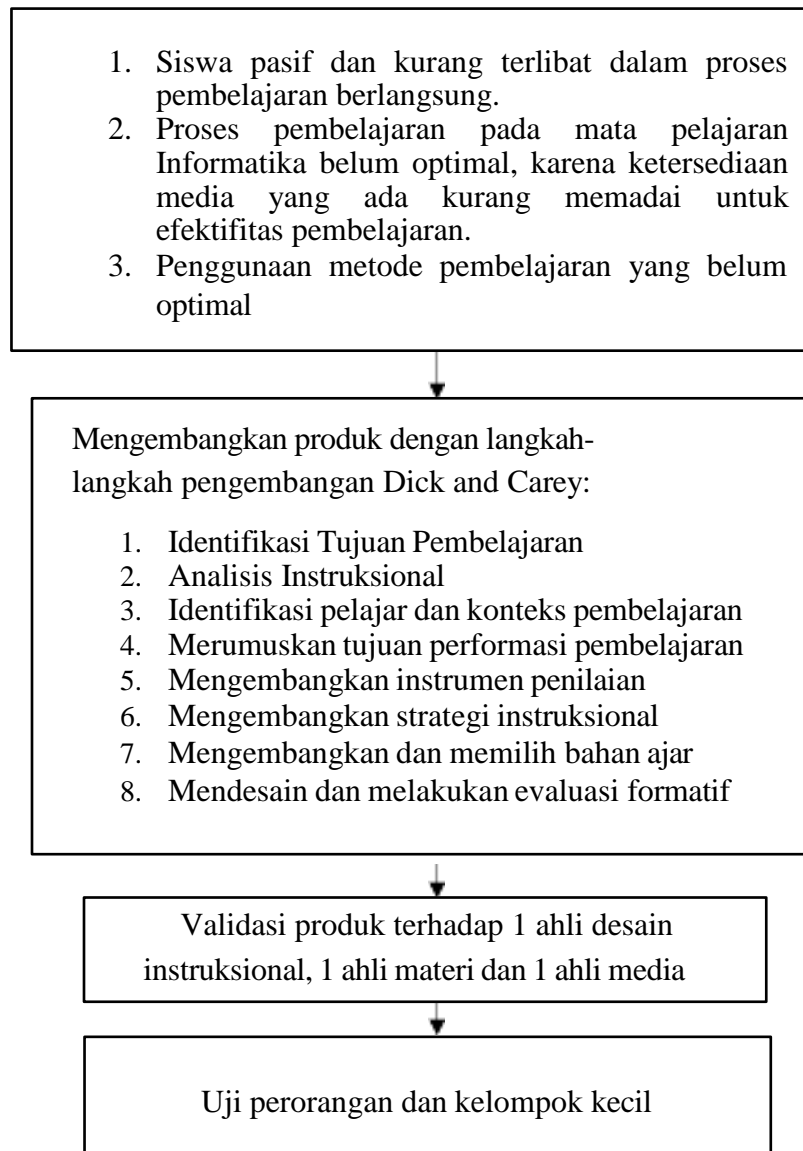 1. Siswa pasif dan kurang terlibat dalam proses
pembelajaran berlangsung.
2. Proses pembelajaran pada mata pelajaran
Informatika belum optimal, karena ketersediaan
media yang ada kurang memadai untuk
efektifitas pembelajaran.
3. Penggunaan metode pembelajaran yang belum
optimal
Mengembangkan produk dengan langkah-
langkah pengembangan Dick and Carey:
1. Identifikasi Tujuan Pembelajaran
2. Analisis Instruksional
3. Identifikasi pelajar dan konteks pembelajaran
4. Merumuskan tujuan performasi pembelajaran
5. Mengembangkan instrumen penilaian
6. Mengembangkan strategi instruksional
7. Mengembangkan dan memilih bahan ajar
8. Mendesain dan melakukan evaluasi formatif
Validasi produk terhadap 1 ahli desain
instruksional, 1 ahli materi dan 1 ahli media
Uji perorangan dan kelompok kecil